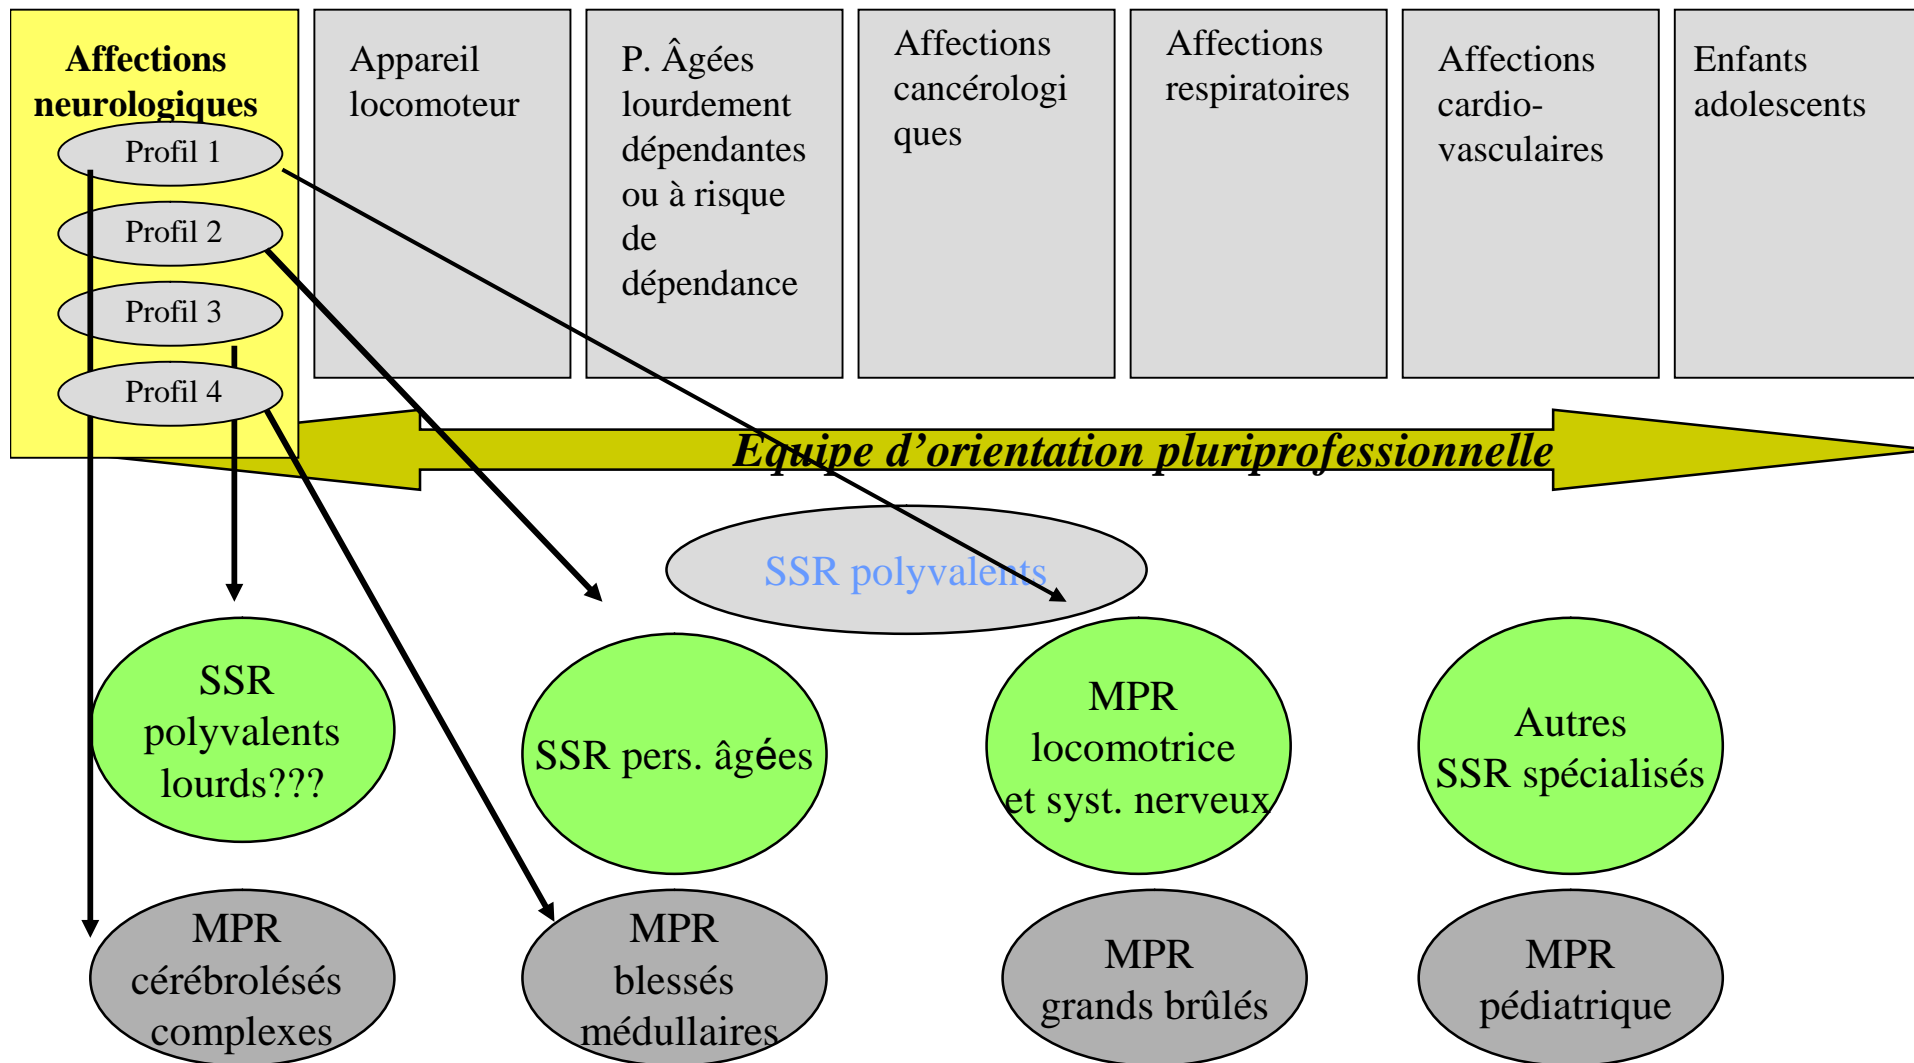 Affections
neurologiques
Profil 1
Profil 2
Profil 3
Profil 4
Appareil
locomoteur
P. Âgées
lourdement
dépendantes
ou à risque
de
dépendance
Affections
cancérologi
ques
Affections
respiratoires
Affections
cardio-
vasculaires
Enfants
adolescents
Equipe d’orientation pluriprofessionnelle
SSR polyvalents
SSR
polyvalents
lourds???
SSR pers. âgées
MPR
locomotrice
et syst. nerveux
Autres
SSR spécialisés
MPR
cérébrolésés
complexes
MPR
blessés
médullaires
MPR
grands brûlés
MPR
pédiatrique